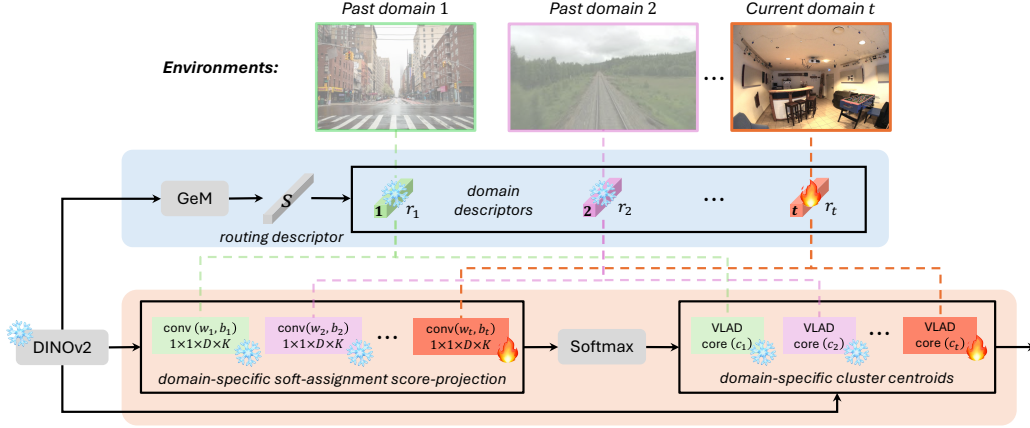 Past domain 1
Past domain 2
Current domain t
Environments:
...
GeM
S
routing descriptor
1
r₁
domain
descriptors
2
r₂
...
t
rₜ
DINOv2
conv(w₁, b₁)
1×1×D×K
conv(w₂, b₂)
1×1×D×K
...
conv(wₜ, bₜ)
1×1×D×K
domain-specific soft-assignment score-projection
Softmax
VLAD
core (c₁)
VLAD
core (c₂)
...
VLAD
core (cₜ)
domain-specific cluster centroids